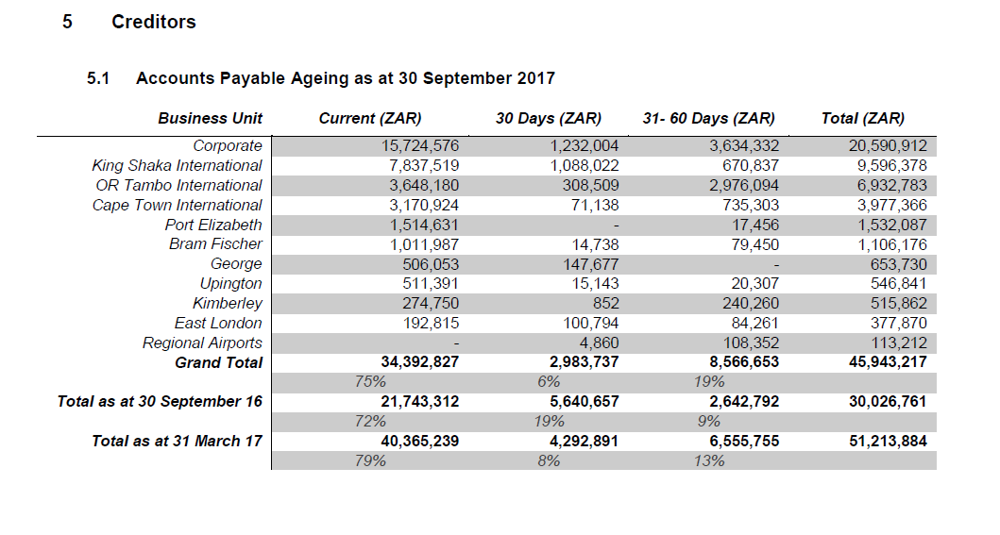 5 Creditors
5.1 Accounts Payable Ageing as at 30 September 2017
Business Unit Current (ZAR) 30 Days (ZAR) 31- 60 Days (ZAR) Total (ZAR)
Corporate 15,724,576 1,232,004 3,634,332 20,590,912
King Shaka International 7,837,519 1,088,022 670,837 9,596,378
OR Tambo International 3,648,180 308,509 2,976,094 6,932,783
Cape Town International 3,170,924 71,138 735,303 3,977,366
Port Elizabeth 1,514,631 - 17,456 1,532,087
Bram Fischer 1,011,987 14,738 79,450 1,106,176
George 506,053 147,677 - 653,730
Upington 511,391 15,143 20,307 546,841
Kimberley 274,750 852 240,260 515,862
East London 192,815 100,794 84,261 377,870
Regional Airports - 4,860 108,352 113,212
Grand Total 34,392,827 2,983,737 8,566,653 45,943,217
75% 6% 19%
Total as at 30 September 16 21,743,312 5,640,657 2,642,792 30,026,761
72% 19% 9%
Total as at 31 March 17 40,365,239 4,292,891 6,555,755 51,213,884
79% 8% 13%